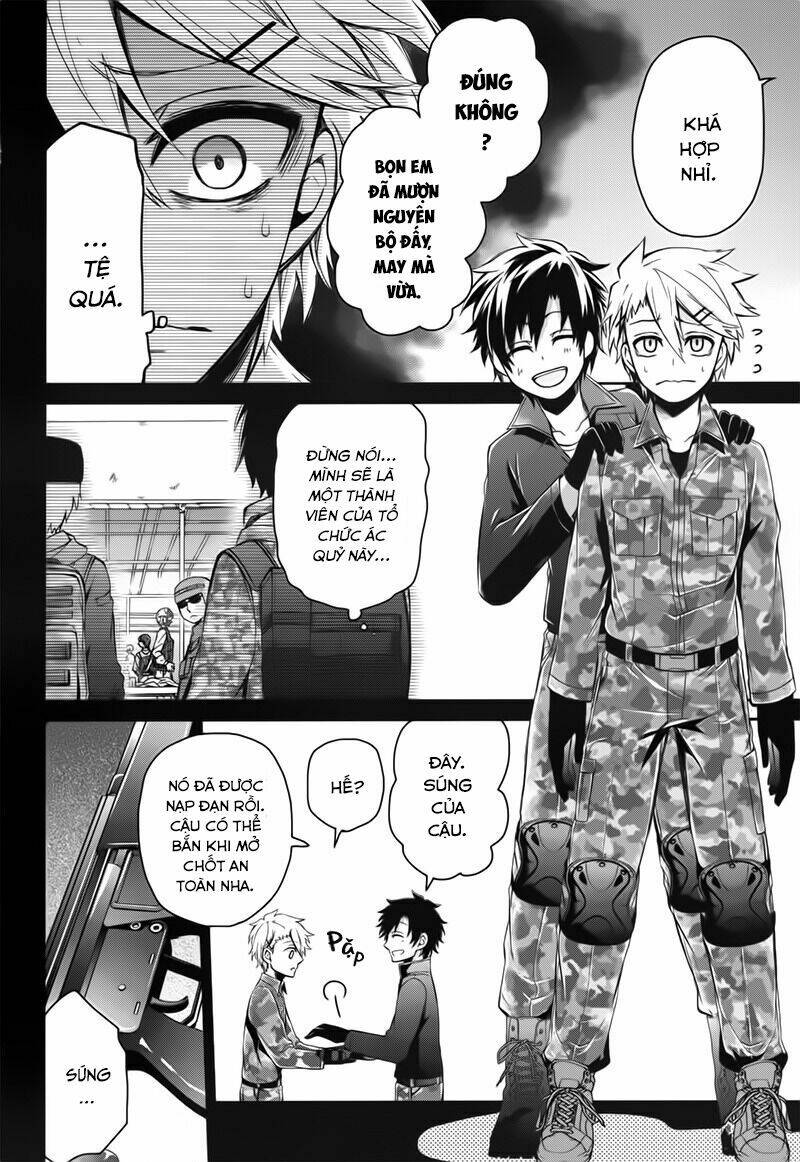 KHÁ
HỢP
NHỈ.
ĐÚNG
KHÔNG
?
BỌN EM
ĐÃ MƯỢN
NGUYÊN
BỘ ĐẤY,
MAY MÀ
VỪA.
...
TỆ
QUÁ.
ĐỪNG NÓI...
MÌNH SẼ LÀ
MỘT THÀNH
VIÊN CỦA TỔ
CHỨC ÁC
QUỶ NÀY...
ĐÂY.
SÚNG
CỦA
CẬU.
HẾ?
Pặp
NÓ ĐÃ ĐƯỢC
NẠP ĐẠN RỒI.
CẬU CÓ THỂ
BẮN KHI MỞ
CHỐT AN
TOÀN NHA.
SÚNG
...